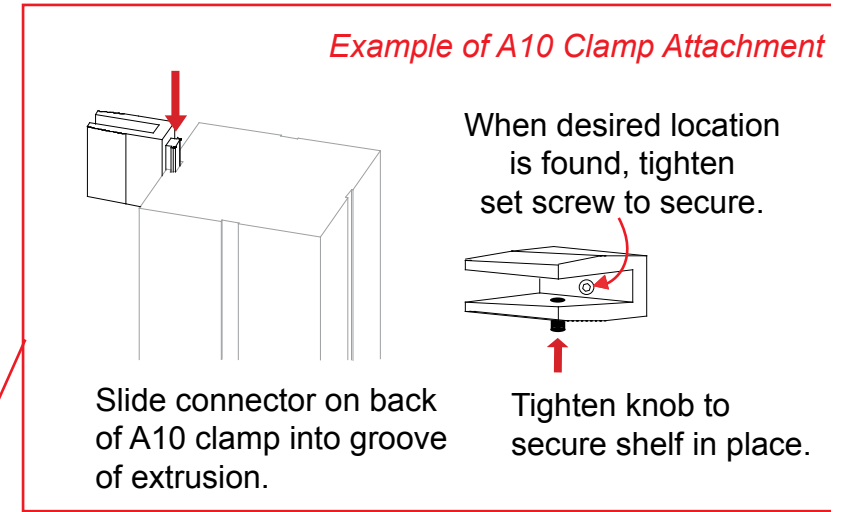 Example of A10 Clamp Attachment
When desired location
is found, tighten
set screw to secure.
Slide connector on back
of A10 clamp into groove
of extrusion.
Tighten knob to
secure shelf in place.